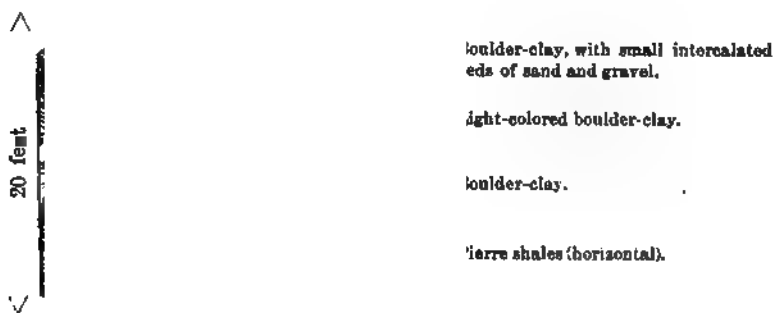 20 feet
oulder-clay, with small intercalated
eds of sand and gravel.
ight-colored boulder-clay.
oulder-clay.
ierre shales (horizontal).